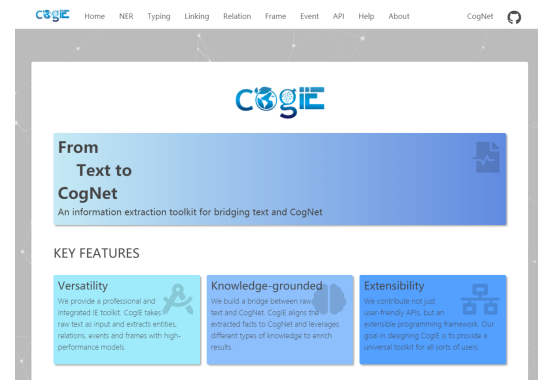 COGIE Home NER Typing Linking Relation Frame Event API Help About CogNet
COGIE
From
Text to
CogNet
An information extraction toolkit for bridging text and CogNet
KEY FEATURES
Versatility
We provide a professional and
integrated IE toolkit. CogIE takes
raw text as input and extracts entities,
relations, events and frames with high-
performance models.
Knowledge-grounded
We build a bridge between raw
text and CogNet. CogIE aligns the
extracted facts to CogNet and leverages
different types of knowledge to enrich
results.
Extensibility
We contribute not just
user-friendly APIs, but an
extensible programming framework. Our
goal in designing CogIE is to provide a
universal toolkit for all sorts of users.